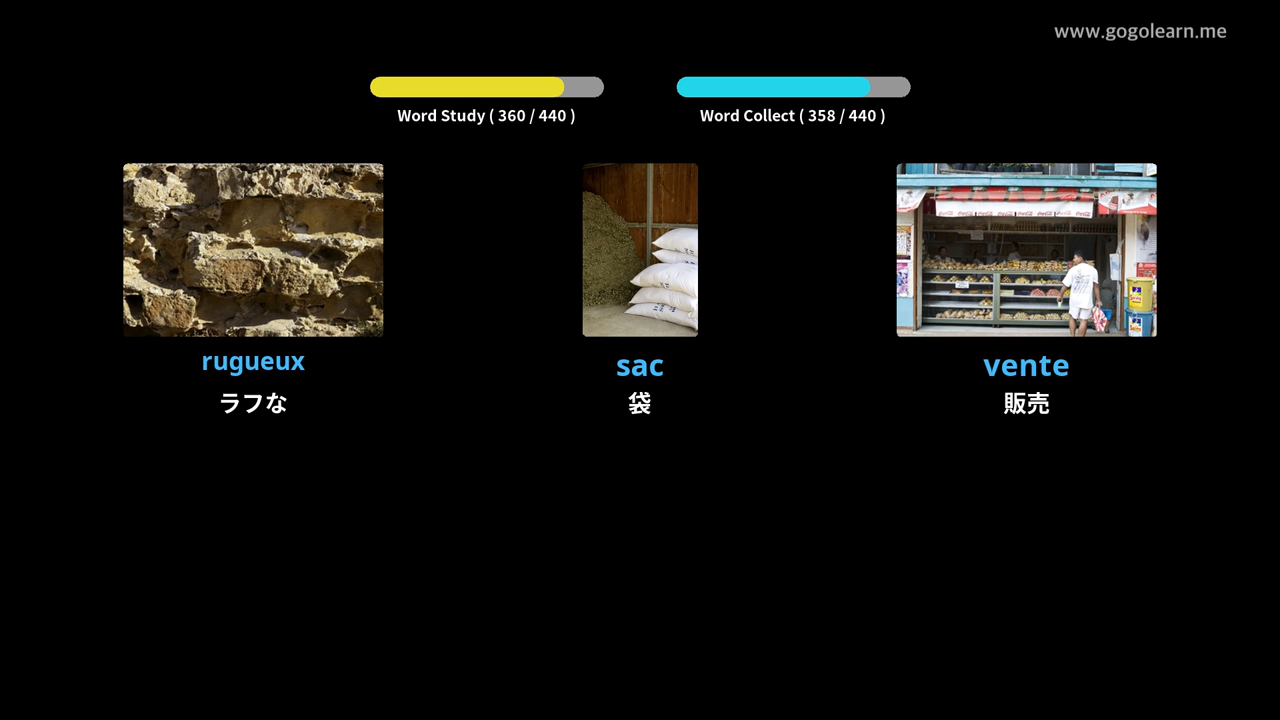 www.gogolearn.me
Word Study ( 360 / 440 )
Word Collect ( 358 / 440 )
rugueux
ラフな
sac
袋
vente
販売